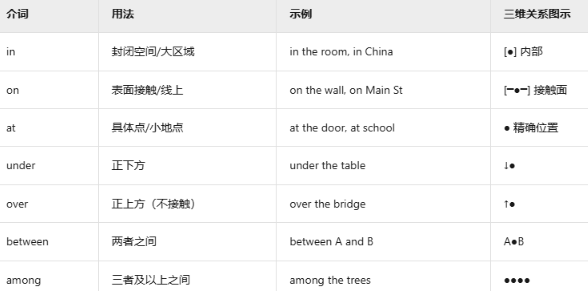 介词 用法 示例 三维关系图示
in 封闭空间/大区域 in the room, in China [●] 内部
on 表面接触/线上 on the wall, on Main St [━●━] 接触面
at 具体点/小地点 at the door, at school ● 精确位置
under 正下方 under the table ↓●
over 正上方（不接触） over the bridge ↑●
between 两者之间 between A and B A●B
among 三者及以上之间 among the trees ●●●●